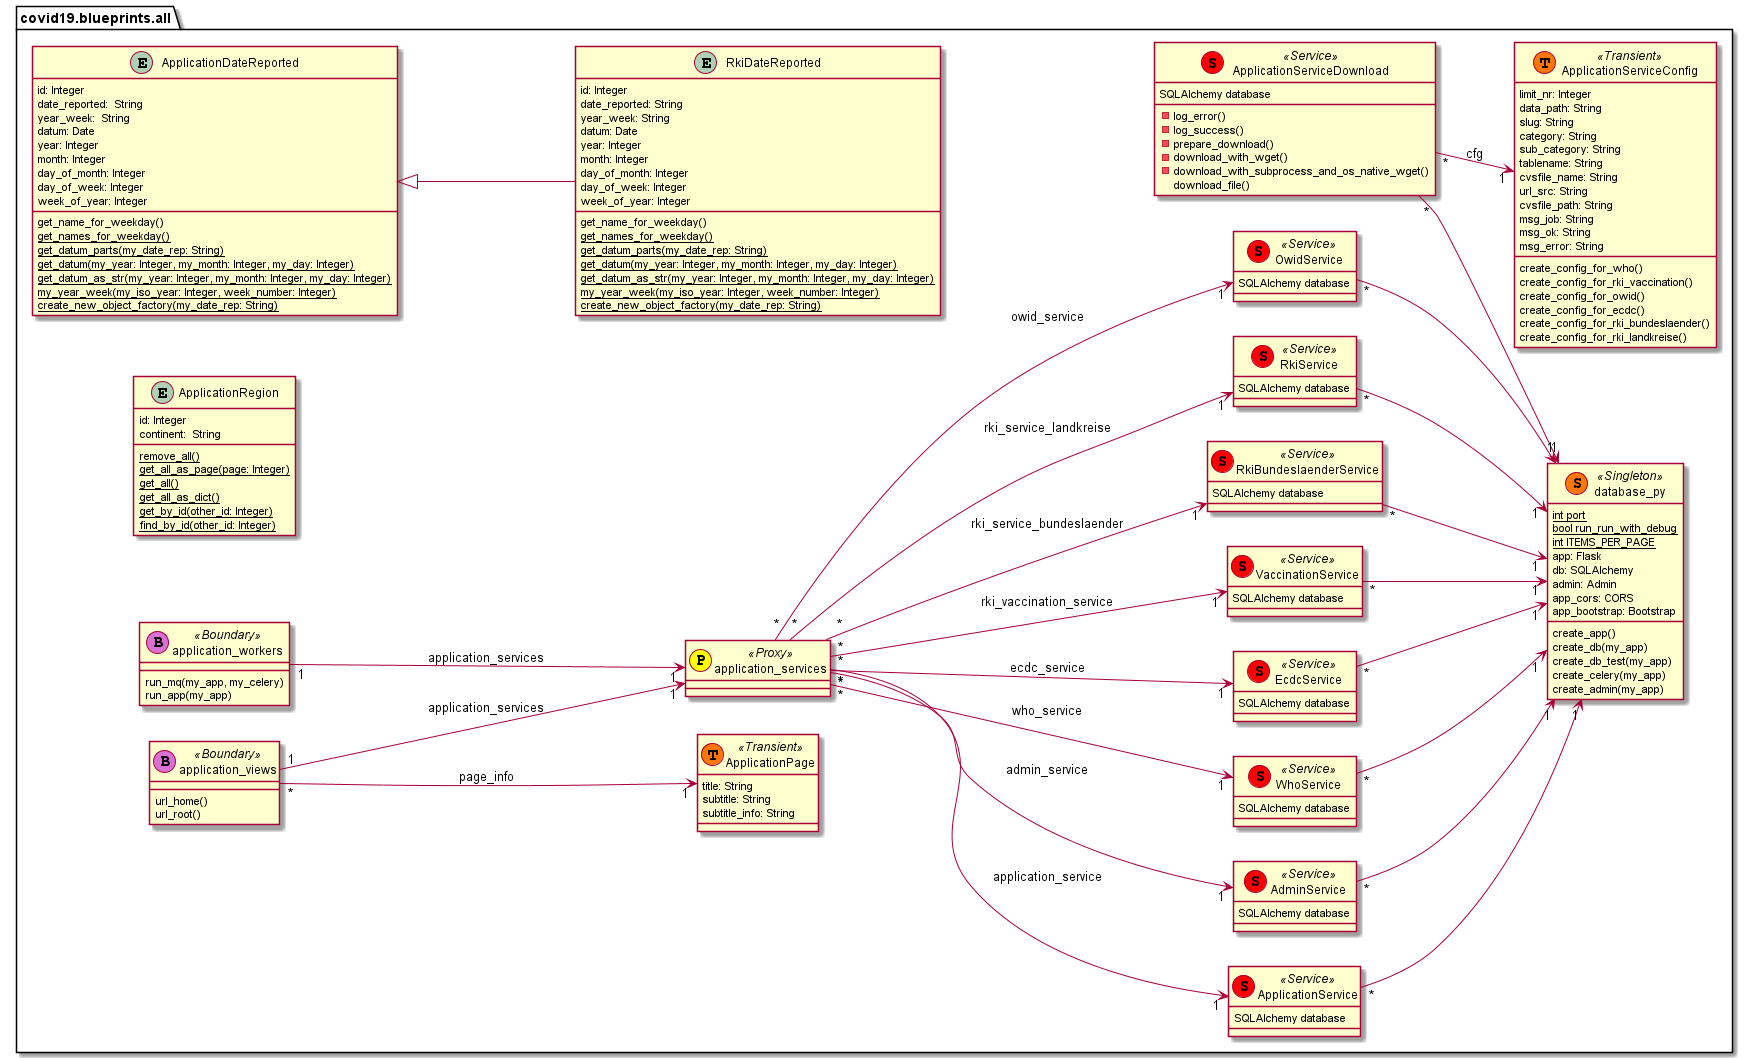 covid19.blueprints.all
E ApplicationDateReported
id: Integer
date_reported:  String
year_week:  String
datum: Date
year: Integer
month: Integer
day_of_month: Integer
day_of_week: Integer
week_of_year: Integer
get_name_for_weekday()
get_names_for_weekday()
get_datum_parts(my_date_rep: String)
get_datum(my_year: Integer, my_month: Integer, my_day: Integer)
get_datum_as_str(my_year: Integer, my_month: Integer, my_day: Integer)
my_year_week(my_iso_year: Integer, week_number: Integer)
create_new_object_factory(my_date_rep: String)
E RkiDateReported
id: Integer
date_reported: String
year_week: String
datum: Date
year: Integer
month: Integer
day_of_month: Integer
day_of_week: Integer
week_of_year: Integer
get_name_for_weekday()
get_names_for_weekday()
get_datum_parts(my_date_rep: String)
get_datum(my_year: Integer, my_month: Integer, my_day: Integer)
get_datum_as_str(my_year: Integer, my_month: Integer, my_day: Integer)
my_year_week(my_iso_year: Integer, week_number: Integer)
create_new_object_factory(my_date_rep: String)
S «Service»
ApplicationServiceDownload
SQLAlchemy database
log_error()
log_success()
prepare_download()
download_with_wget()
download_with_subprocess_and_os_native_wget()
download_file()
* cfg 1
*
T «Transient»
ApplicationServiceConfig
limit_nr: Integer
data_path: String
slug: String
category: String
sub_category: String
tablename: String
cvsfile_name: String
url_src: String
cvsfile_path: String
msg_job: String
msg_ok: String
msg_error: String
create_config_for_who()
create_config_for_rki_vaccination()
create_config_for_owid()
create_config_for_ecdc()
create_config_for_rki_bundeslaender()
create_config_for_rki_landkreise()
E ApplicationRegion
id: Integer
continent:  String
remove_all()
get_all_as_page(page: Integer)
get_all()
get_all_as_dict()
get_by_id(other_id: Integer)
find_by_id(other_id: Integer)
B «Boundary»
application_workers
run_mq(my_app, my_celery)
run_app(my_app)
1 application_services 1
B «Boundary»
application_views
url_home()
url_root()
1 application_services 1
* page_info 1
P «Proxy»
application_services
T «Transient»
ApplicationPage
title: String
subtitle: String
subtitle_info: String
* owid_service 1
* rki_service_landkreise 1
* rki_service_bundeslaender 1
* rki_vaccination_service 1
* ecdc_service 1
* who_service 1
* admin_service 1
* application_service 1
S «Service»
OwidService
SQLAlchemy database
* 1
S «Service»
RkiService
SQLAlchemy database
* 1
S «Service»
RkiBundeslaenderService
SQLAlchemy database
* 1
S «Service»
VaccinationService
SQLAlchemy database
* 1
S «Service»
EcdcService
SQLAlchemy database
* 1
S «Service»
WhoService
SQLAlchemy database
* 1
S «Service»
AdminService
SQLAlchemy database
* 1
S «Service»
ApplicationService
SQLAlchemy database
* 1
1
S «Singleton»
database_py
int port
bool run_run_with_debug
int ITEMS_PER_PAGE
app: Flask
db: SQLAlchemy
admin: Admin
app_cors: CORS
app_bootstrap: Bootstrap
create_app()
create_db(my_app)
create_db_test(my_app)
create_celery(my_app)
create_admin(my_app)